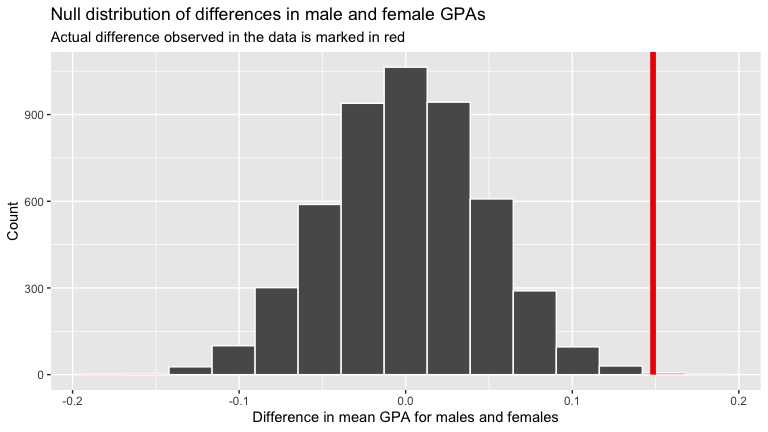 Null distribution of differences in male and female GPAs
Actual difference observed in the data is marked in red
900
600
300
0
Count
-0.2 -0.1 0.0 0.1 0.2
Difference in mean GPA for males and females